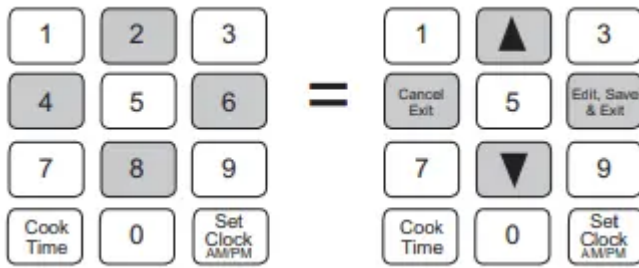 1 2 3
4 5 6
7 8 9
Cook
Time
0
Set
Clock
AM/PM
=
1 ▲ 3
Cancel
Exit
5
Edit, Save
& Exit
7 ▼ 9
Cook
Time
0
Set
Clock
AM/PM